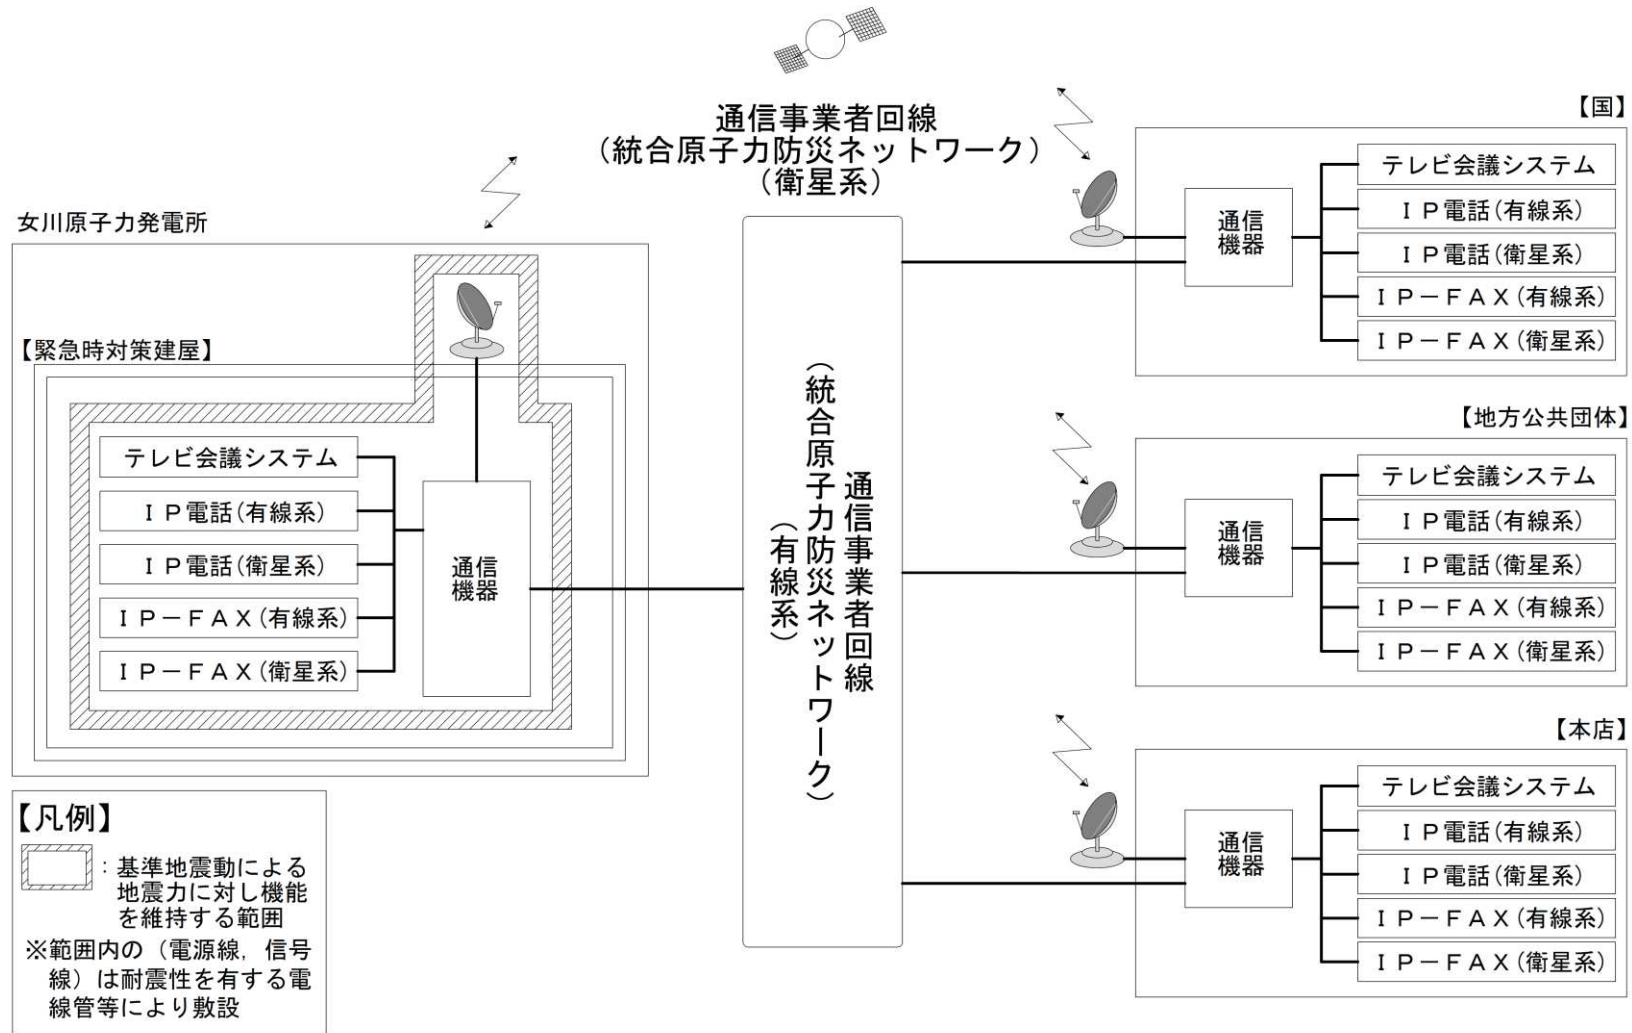 通信事業者回線
（統合原子力防災ネットワーク）
（衛星系）
女川原子力発電所
【緊急時対策建屋】
テレビ会議システム
ＩＰ電話（有線系）
ＩＰ電話（衛星系）
ＩＰ－ＦＡＸ（有線系）
ＩＰ－ＦＡＸ（衛星系）
通信
機器
通信事業者回線
（統合原子力防災ネットワーク）
（有線系）
【国】
通信
機器
テレビ会議システム
ＩＰ電話（有線系）
ＩＰ電話（衛星系）
ＩＰ－ＦＡＸ（有線系）
ＩＰ－ＦＡＸ（衛星系）
【地方公共団体】
通信
機器
テレビ会議システム
ＩＰ電話（有線系）
ＩＰ電話（衛星系）
ＩＰ－ＦＡＸ（有線系）
ＩＰ－ＦＡＸ（衛星系）
【本店】
通信
機器
テレビ会議システム
ＩＰ電話（有線系）
ＩＰ電話（衛星系）
ＩＰ－ＦＡＸ（有線系）
ＩＰ－ＦＡＸ（衛星系）
【凡例】
：基準地震動による
地震力に対し機能
を維持する範囲
※範囲内の（電源線，信号
線）は耐震性を有する電
線管等により敷設